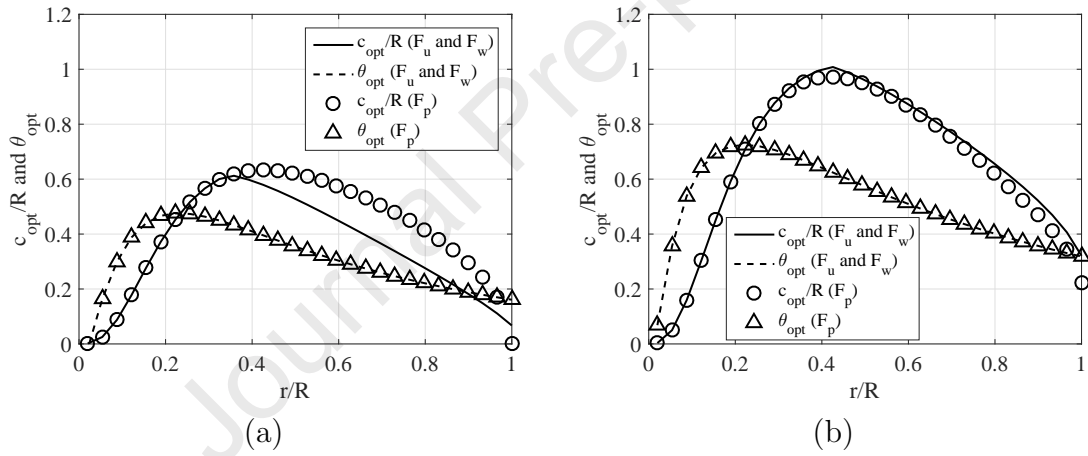 Journal Pre-p
1.2
1
0.8
0.6
0.4
0.2
0
c_opt/R and θ_opt
c_opt/R (F_u and F_w)
θ_opt (F_u and F_w)
c_opt/R (F_p)
θ_opt (F_p)
0 0.2 0.4 0.6 0.8 1
r/R
(a)
1.2
1
0.8
0.6
0.4
0.2
0
c_opt/R and θ_opt
c_opt/R (F_u and F_w)
θ_opt (F_u and F_w)
c_opt/R (F_p)
θ_opt (F_p)
0 0.2 0.4 0.6 0.8 1
r/R
(b)